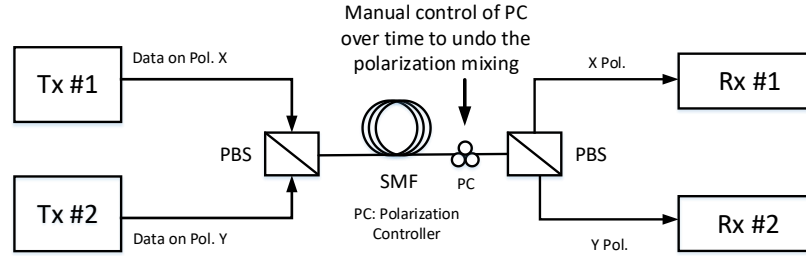 Manual control of PC
over time to undo the
polarization mixing
Tx #1
Data on Pol. X
X Pol.
Rx #1
PBS
SMF
PC
PBS
Tx #2
Data on Pol. Y
PC: Polarization
Controller
Y Pol.
Rx #2